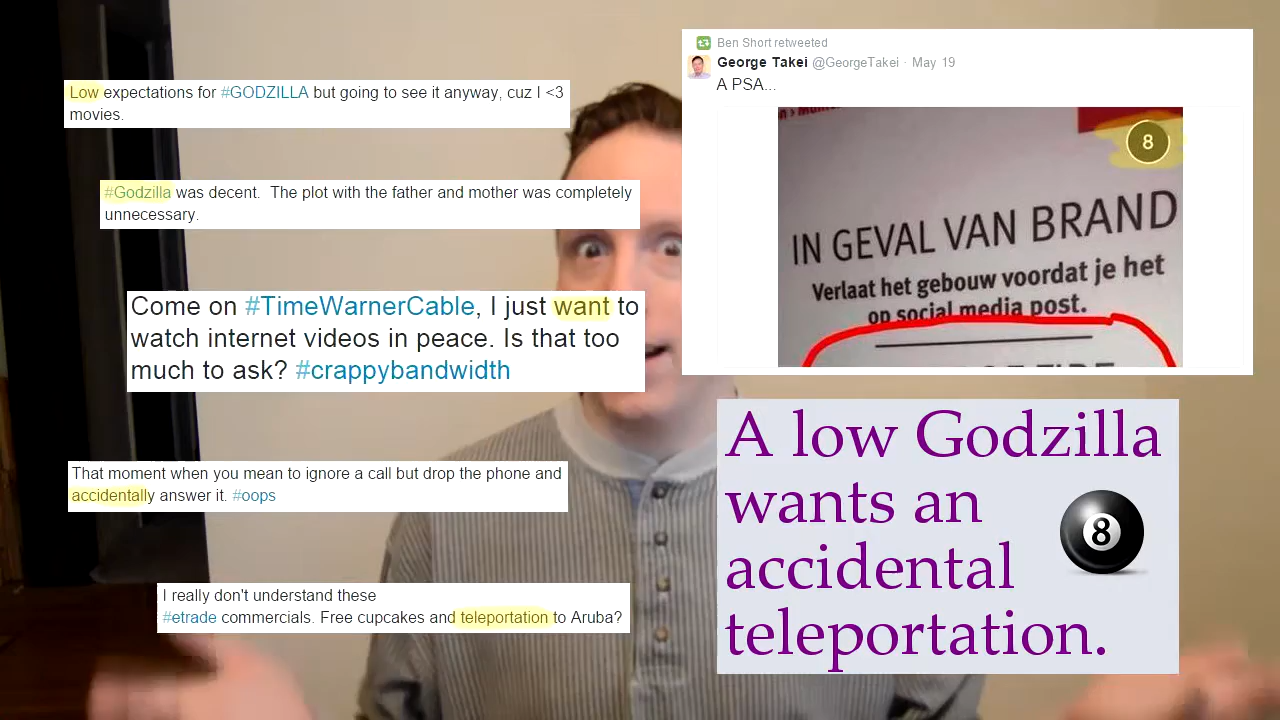 Low expectations for #GODZILLA but going to see it anyway, cuz I <3
movies.
#Godzilla was decent. The plot with the father and mother was completely
unnecessary.
Come on #TimeWarnerCable, I just want to
watch internet videos in peace. Is that too
much to ask? #crappybandwidth
That moment when you mean to ignore a call but drop the phone and
accidentally answer it. #oops
I really don't understand these
#etrade commercials. Free cupcakes and teleportation to Aruba?
Ben Short retweeted
George Takei @GeorgeTakei · May 19
A PSA...
8
IN GEVAL VAN BRAND
Verlaat het gebouw voordat je het
op social media post.
A low Godzilla
wants an
accidental
teleportation.
8